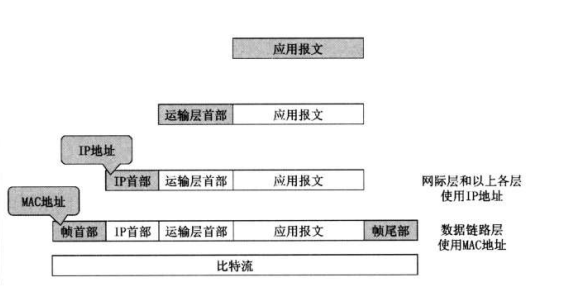 应用报文
运输层首部 应用报文
IP地址
IP首部 运输层首部 应用报文
网际层和以上各层
使用IP地址
MAC地址
帧首部 IP首部 运输层首部 应用报文 帧尾部
数据链路层
使用MAC地址
比特流